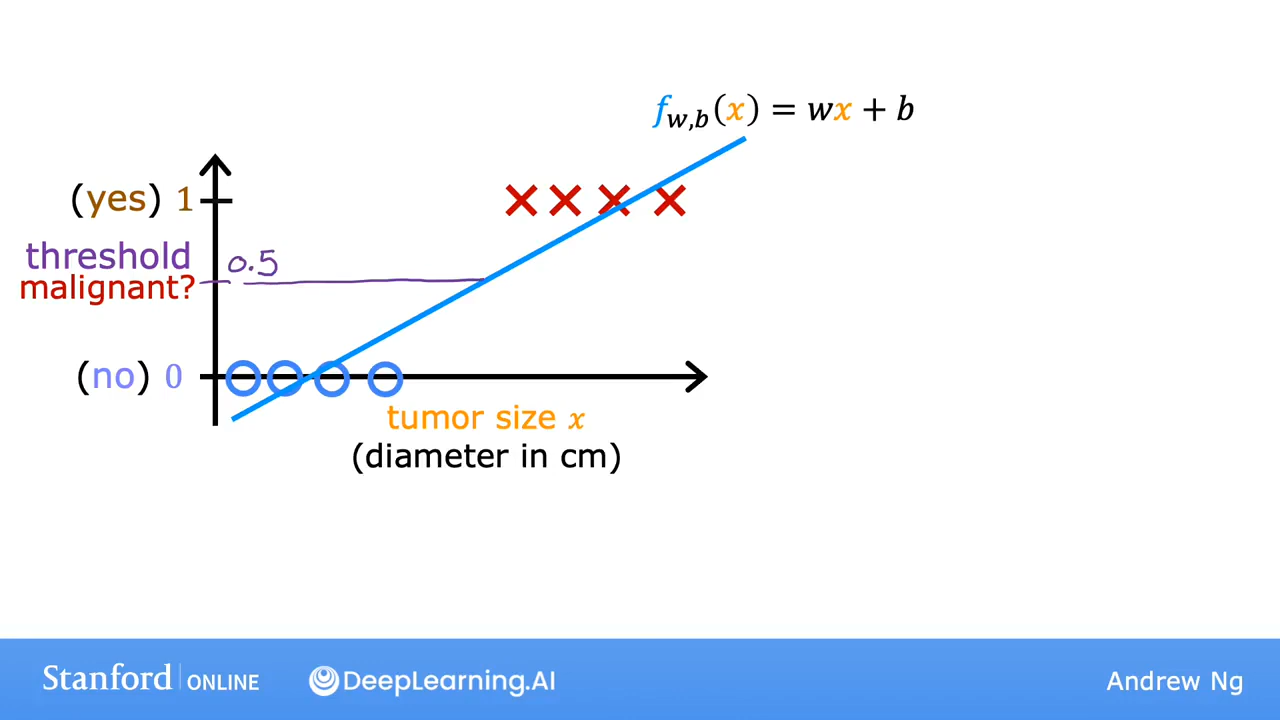 f_{w,b}(x) = wx + b
(yes) 1
threshold
0.5
malignant?
(no) 0
tumor size x
(diameter in cm)
Stanford ONLINE
DeepLearning.AI
Andrew Ng